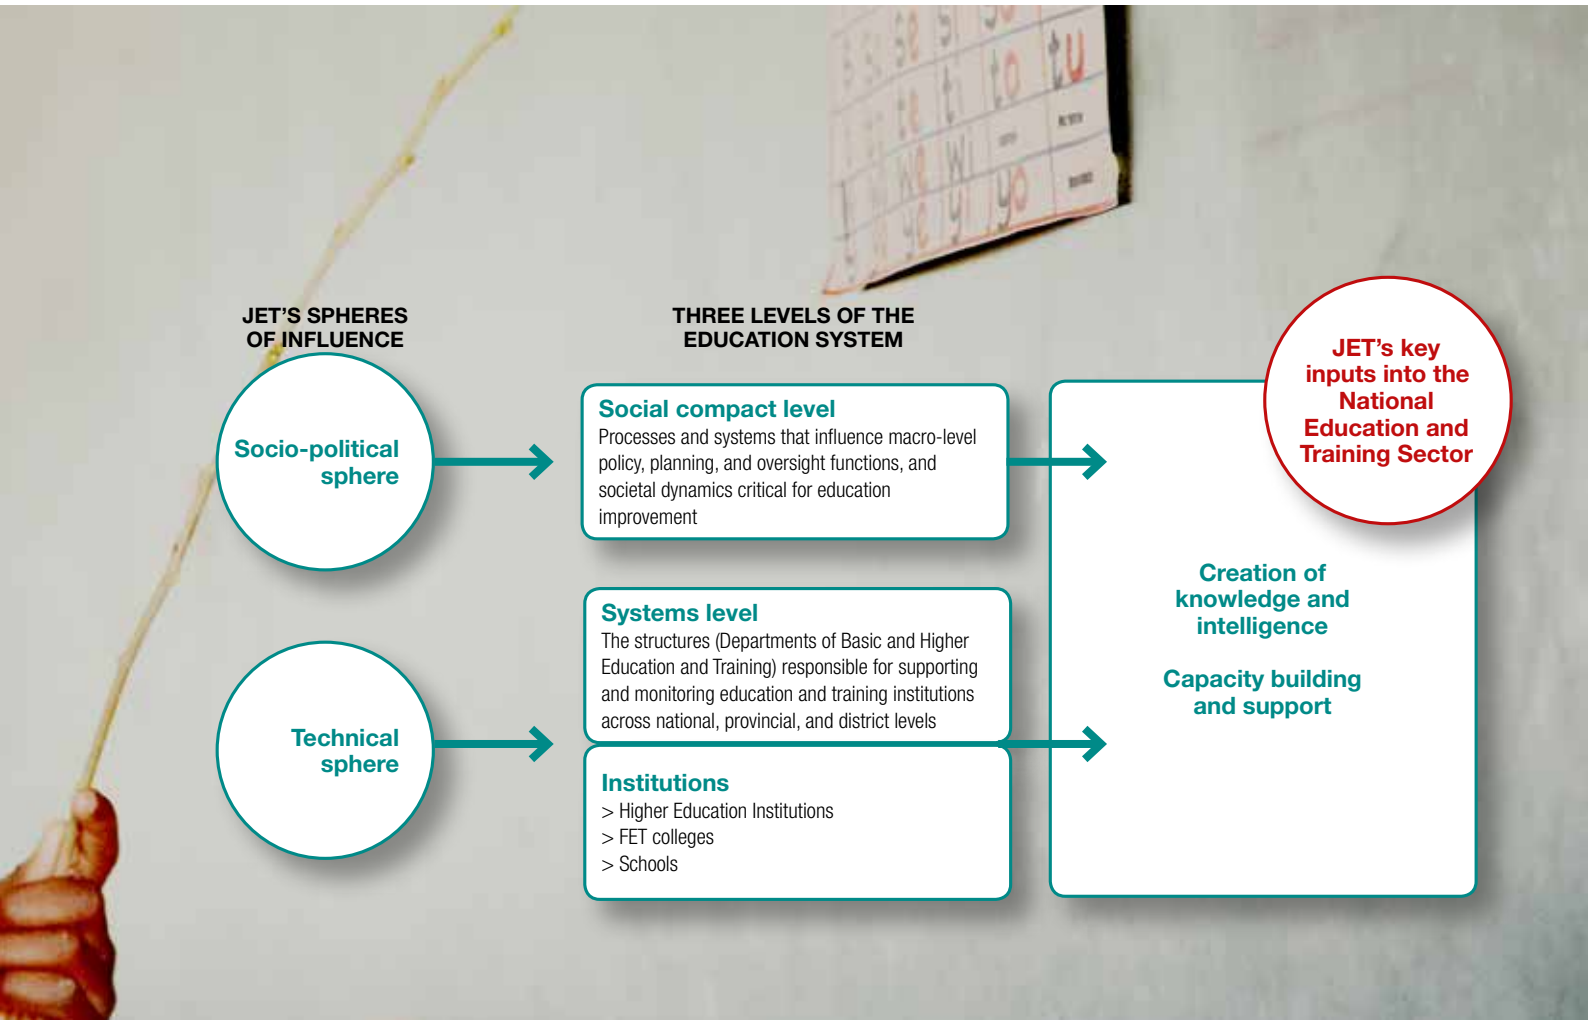 se si
te ti to tu
we wi
ye yi yo
JET’S SPHERES
OF INFLUENCE
THREE LEVELS OF THE
EDUCATION SYSTEM
JET’s key
inputs into the
National
Education and
Training Sector
Socio-political
sphere
Social compact level
Processes and systems that influence macro-level
policy, planning, and oversight functions, and
societal dynamics critical for education
improvement
Technical
sphere
Systems level
The structures (Departments of Basic and Higher
Education and Training) responsible for supporting
and monitoring education and training institutions
across national, provincial, and district levels
Institutions
> Higher Education Institutions
> FET colleges
> Schools
Creation of
knowledge and
intelligence
Capacity building
and support